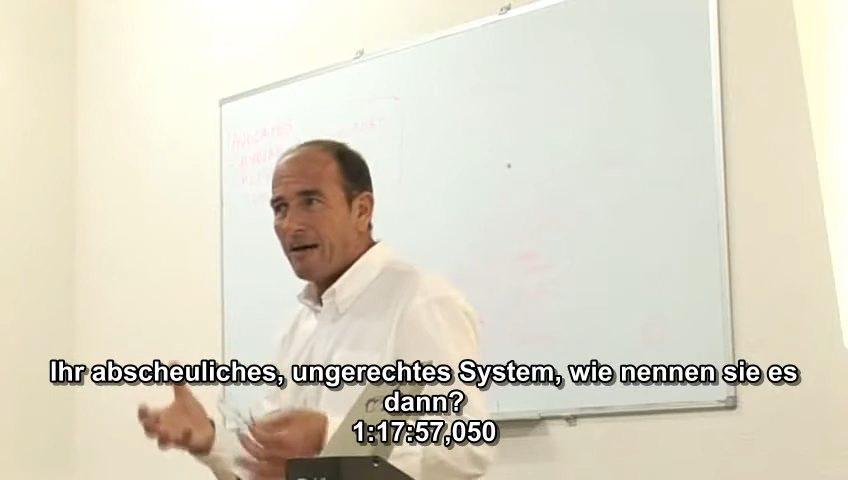 Ihr abscheuliches, ungerechtes System, wie nennen sie es
dann?
1:17:57,050